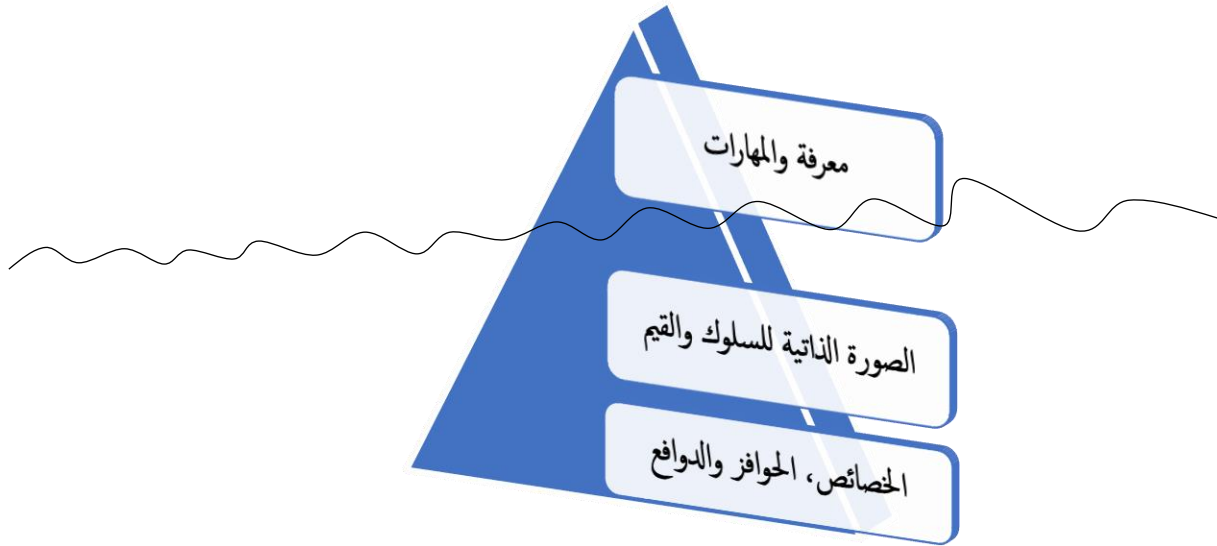 معرفة والمهارات
الصورة الذاتية للسلوك والقيم
الخصائص، الحوافز والدوافع